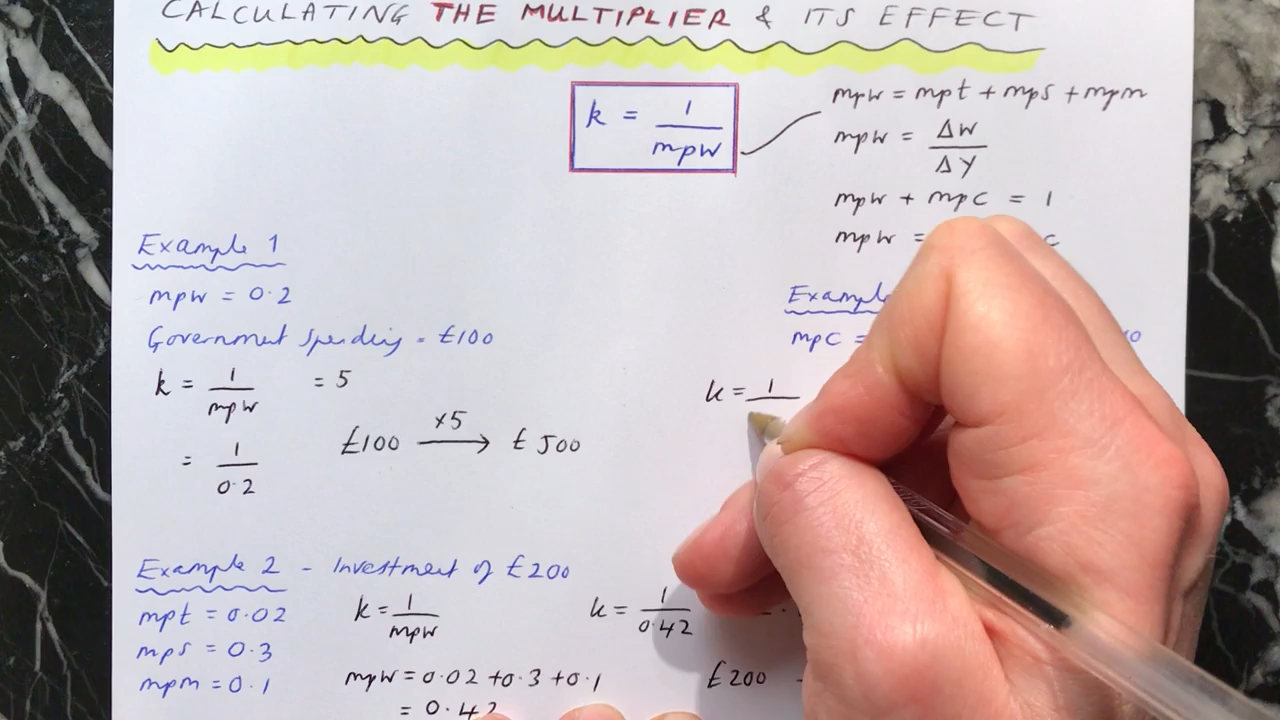 CALCULATING THE MULTIPLIER & ITS EFFECT
k = 1/mpw
mpw = mpt + mps + mpm
mpw = ΔW/ΔY
mpw + mpc = 1
mpw =
Example 1
mpw = 0.2
Government spending = £100
k = 1/mpw = 5
= 1/0.2
£100 ×5 → £500
Example 2 - Investment of £200
mpt = 0.02
mps = 0.3
mpm = 0.1
k = 1/mpw
mpw = 0.02 + 0.3 + 0.1
= 0.42
k = 1/0.42
£200
Exampl
mpc =
k = 1